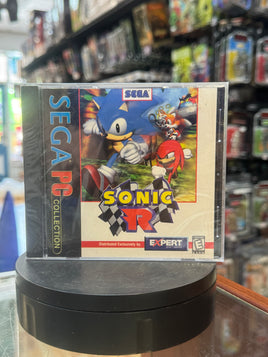 SEGA
SEGA PC
COLLECTION
SONIC
R
Distributed Exclusively by
EXPERT
E